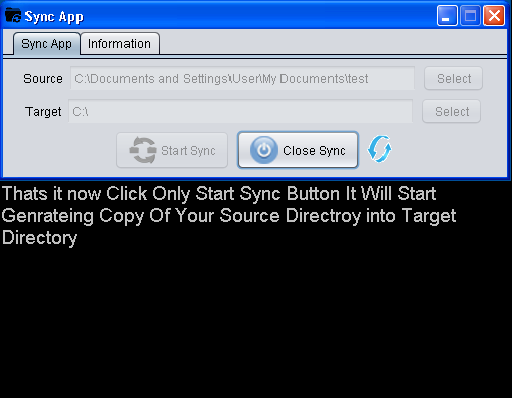 Sync App
Sync App Information
Source C:\Documents and Settings\User\My Documents\test Select
Target C:\ Select
Start Sync Close Sync
Thats it now Click Only Start Sync Button It Will Start
Genrateing Copy Of Your Source Directroy into Target
Directory